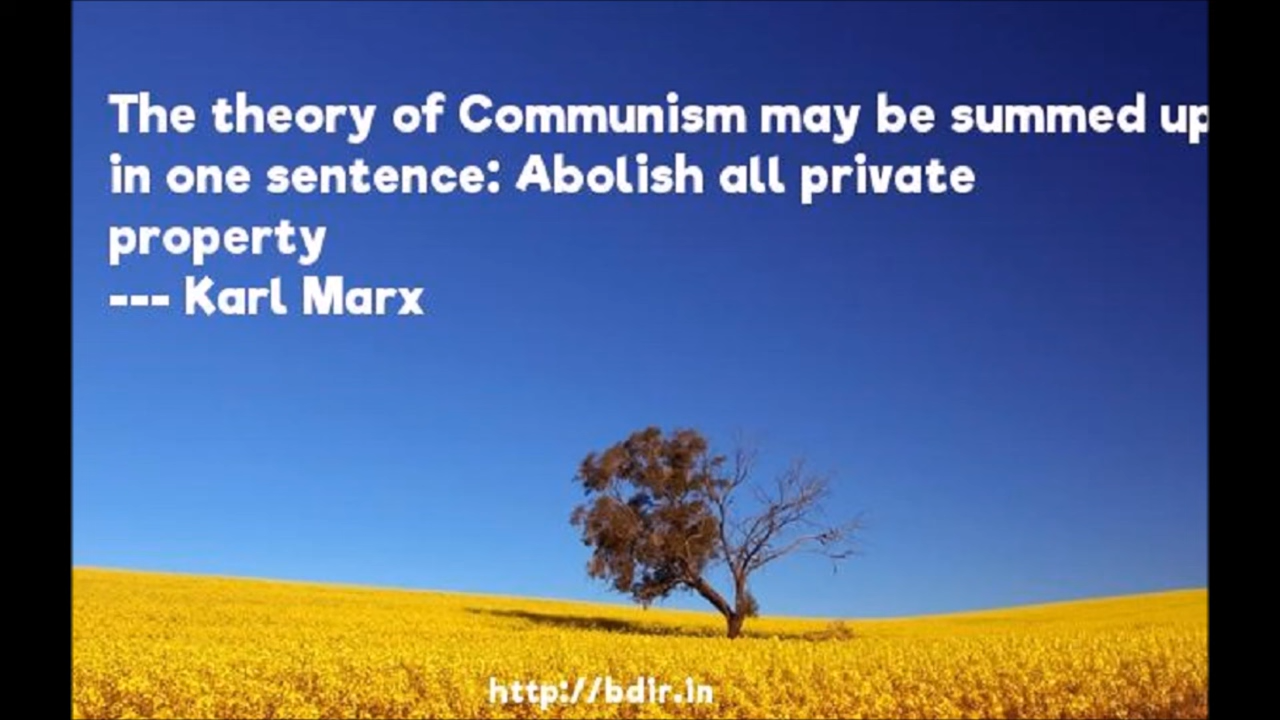 The theory of Communism may be summed up
in one sentence: Abolish all private
property
--- Karl Marx
http://bdir.in